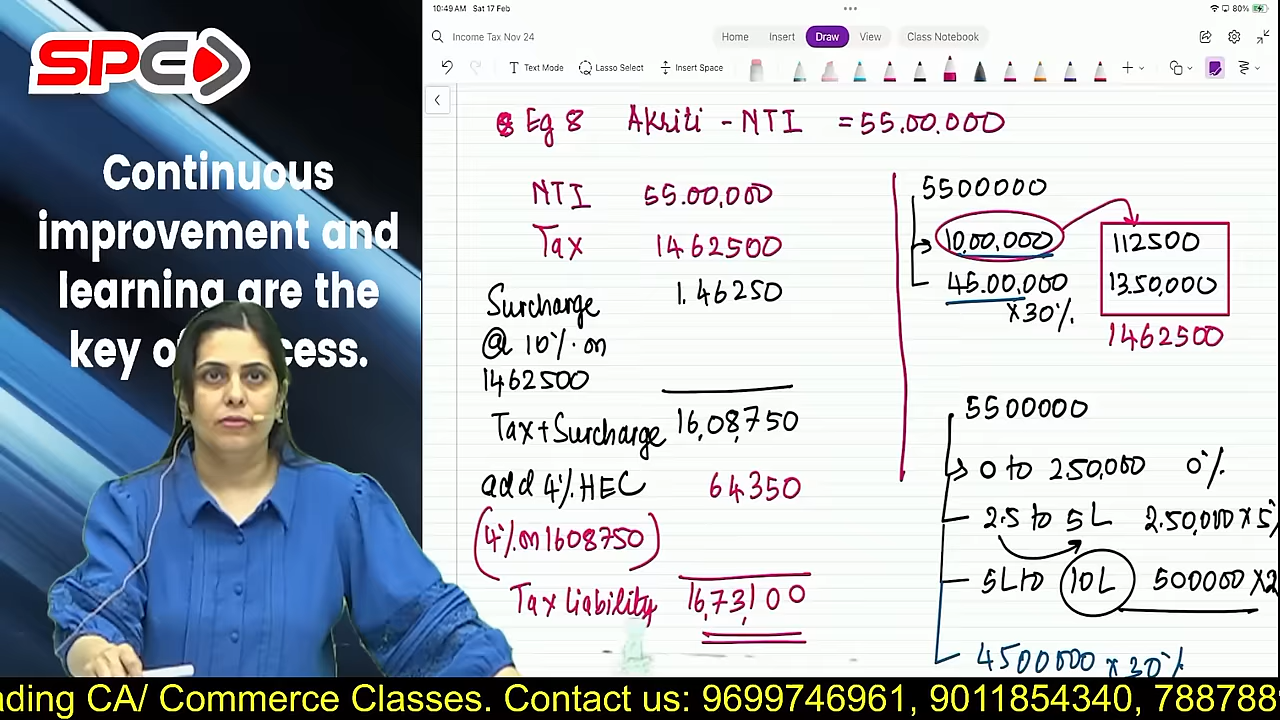 10:49 AM Sat 17 Feb
80%
Income Tax Nov 24
Home Insert Draw View Class Notebook
Text Mode Lasso Select Insert Space
SPED
Continuous
improvement and
learning are the
key of
cess.
Eg 8 Akriti - NTI = 55.00.000
NTI 55.00,000
Tax 1462500
Surcharge 1.46250
@ 10% on
1462500
Tax+Surcharge 16,08,750
add 4% HEC 64350
(4% on 1608750)
Tax liability 16,73,100
5500000
10,00,000 112500
45.00,000 13.50,000
x30%
1462500
5500000
0 to 250,000 0%
2.5 to 5L 2.50,000 x 5%
5L to 10L 500000 x2
4500000 x 30%
ading CA/ Commerce Classes. Contact us: 9699746961, 9011854340, 788788